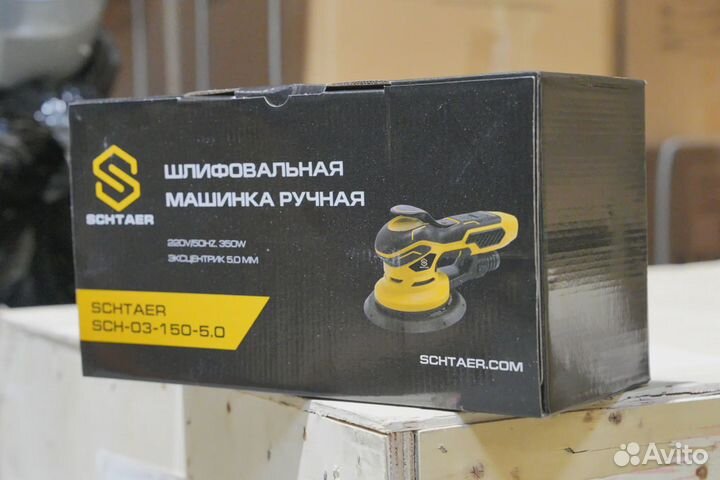 SCHTAER
ШЛИФОВАЛЬНАЯ
МАШИНКА РУЧНАЯ
220V/50HZ, 350W
ЭКСЦЕНТРИК 5.0 ММ
SCHTAER
SCH-03-150-5.0
SCHTAER.COM
Avito